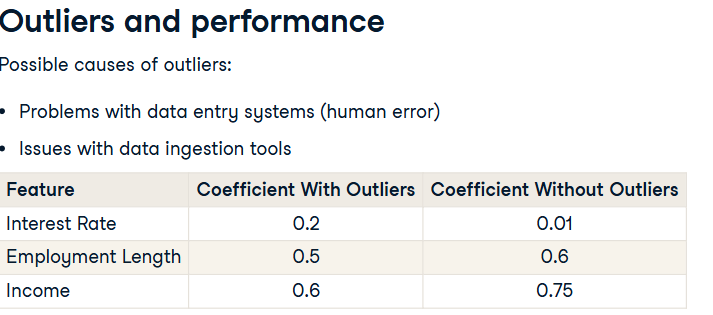 Outliers and performance
Possible causes of outliers:
• Problems with data entry systems (human error)
• Issues with data ingestion tools
Feature Coefficient With Outliers Coefficient Without Outliers
Interest Rate 0.2 0.01
Employment Length 0.5 0.6
Income 0.6 0.75